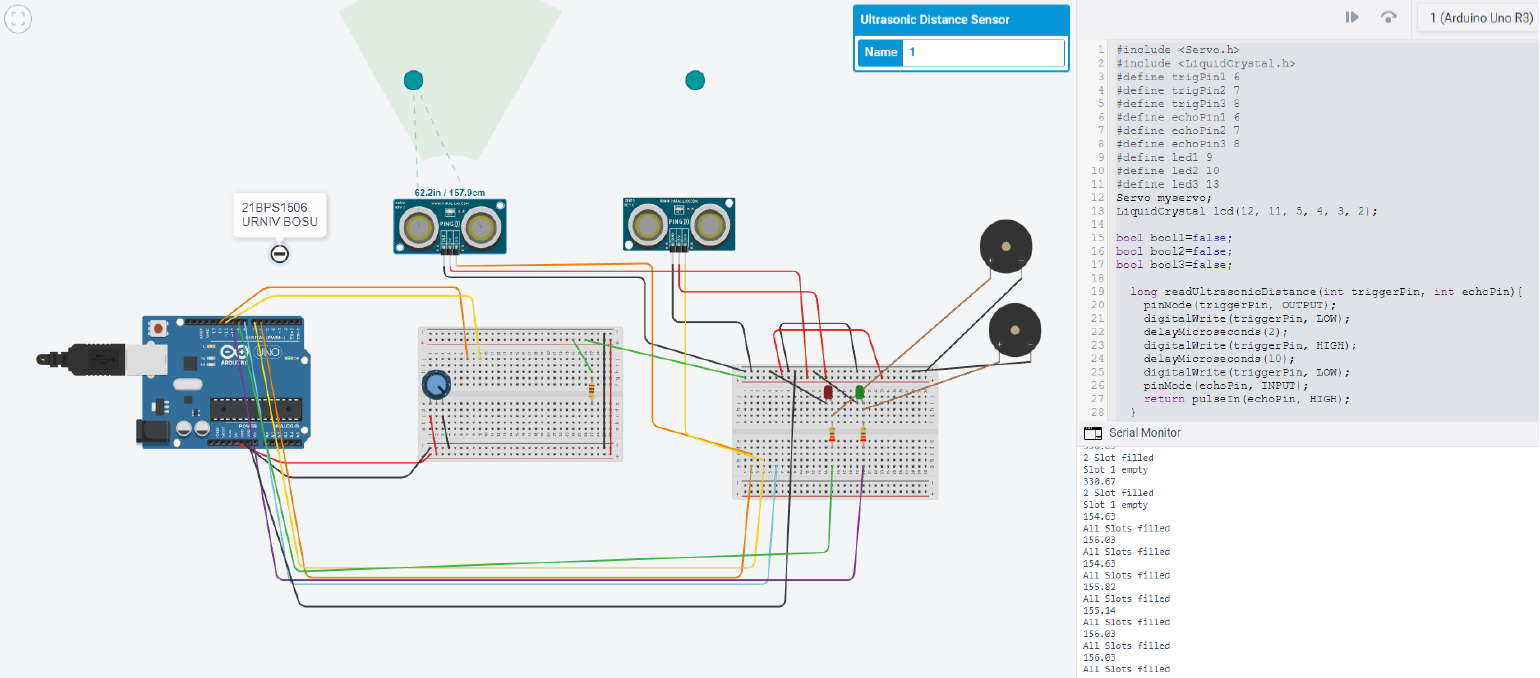 Ultrasonic Distance Sensor
Name 1
1 (Arduino Uno R3)
62.2in / 157.9cm
21BPS1506
URNIV BOSU
PING)))
PING)))
UNO
ARDUINO
1 #include <Servo.h>
2 #include <LiquidCrystal.h>
3 #define trigPin1 6
4 #define trigPin2 7
5 #define trigPin3 8
6 #define echoPin1 6
7 #define echoPin2 7
8 #define echoPin3 8
9 #define led1 9
10 #define led2 10
11 #define led3 13
12 Servo myservo;
13 LiquidCrystal lcd(12, 11, 5, 4, 3, 2);
14
15 bool bool1=false;
16 bool bool2=false;
17 bool bool3=false;
18
19 long readUltrasonicDistance(int triggerPin, int echoPin){
20 pinMode(triggerPin, OUTPUT);
21 digitalWrite(triggerPin, LOW);
22 delayMicroseconds(2);
23 digitalWrite(triggerPin, HIGH);
24 delayMicroseconds(10);
25 digitalWrite(triggerPin, LOW);
26 pinMode(echoPin, INPUT);
27 return pulseIn(echoPin, HIGH);
28 }
Serial Monitor
2 Slot filled
Slot 1 empty
330.67
2 Slot filled
Slot 1 empty
154.63
All Slots filled
156.03
All Slots filled
154.63
All Slots filled
155.82
All Slots filled
155.14
All Slots filled
156.03
All Slots filled
156.03
All Slots filled